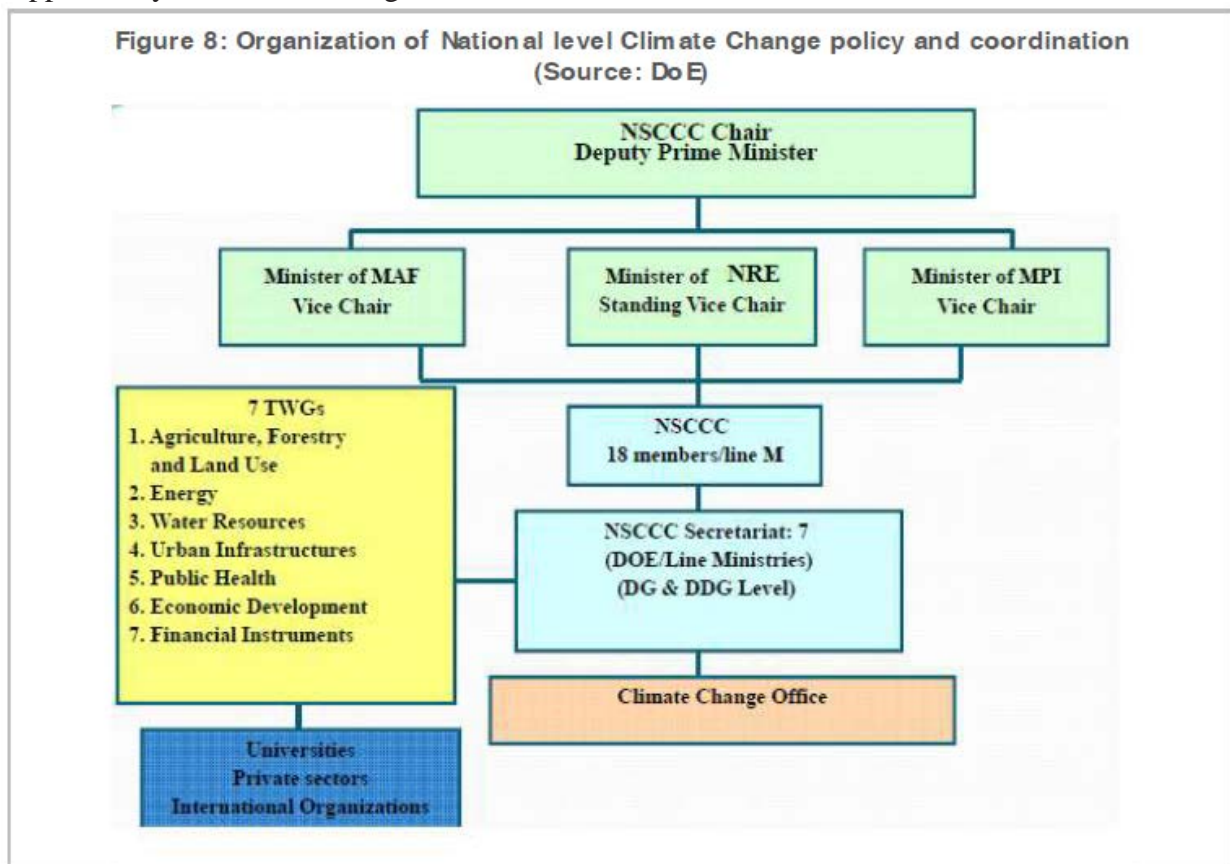 Figure 8: Organization of National level Climate Change policy and coordination
(Source: DoE)
NSCCC Chair
Deputy Prime Minister
Minister of MAF
Vice Chair
Minister of NRE
Standing Vice Chair
Minister of MPI
Vice Chair
7 TWGs
1. Agriculture, Forestry
and Land Use
2. Energy
3. Water Resources
4. Urban Infrastructures
5. Public Health
6. Economic Development
7. Financial Instruments
NSCCC
18 members/line M
NSCCC Secretariat: 7
(DOE/Line Ministries)
(DG & DDG Level)
Climate Change Office
Universities
Private sectors
International Organizations